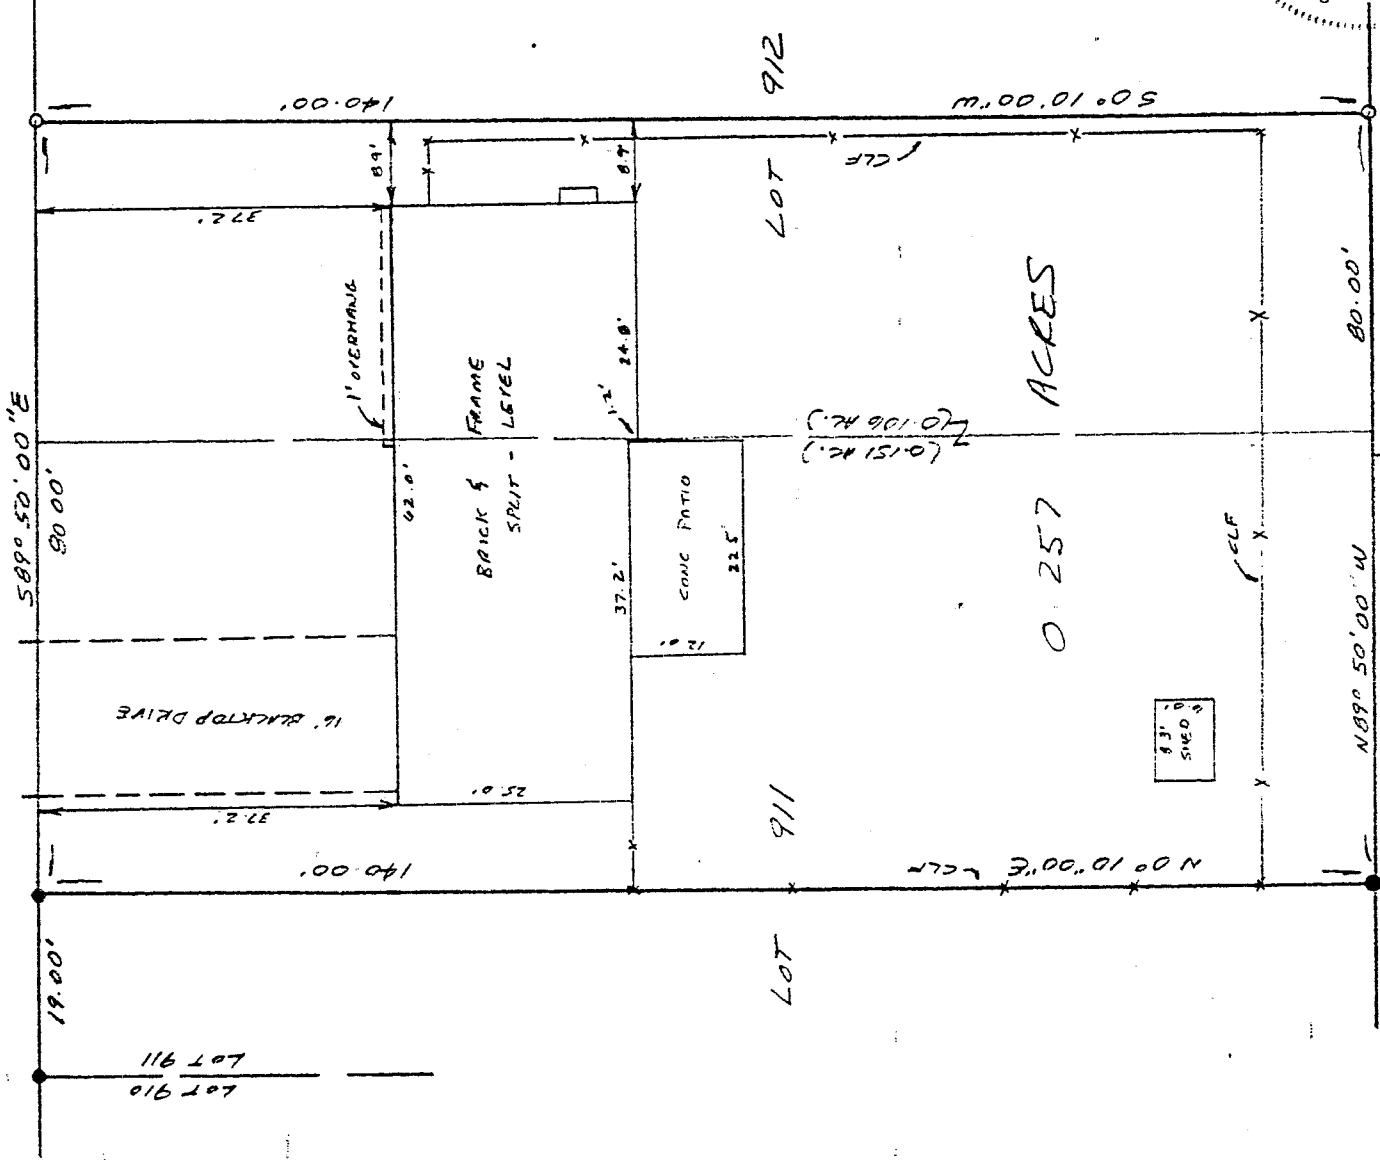 S 89° 50' 00" E
80.00'
140.00'
S 0° 10' 00" W
LOT 912
8.9'
8.9'
CLF
37.2'
1' OVERHANG
BRICK & FRAME
SPLIT - LEVEL
62.0'
1.2'
24.8'
37.2'
CONC PATIO
22.5'
12.0'
16' BLACKTOP DRIVE
25.0'
37.2'
(0.106 AC.)
(0.151 AC.)
0.257 ACRES
CLF
8.3'
SHED
6.0'
80.00'
N 89° 50' 00" W
140.00'
CLF
N 0° 10' 00" E
LOT 911
19.00'
LOT 911
LOT 910